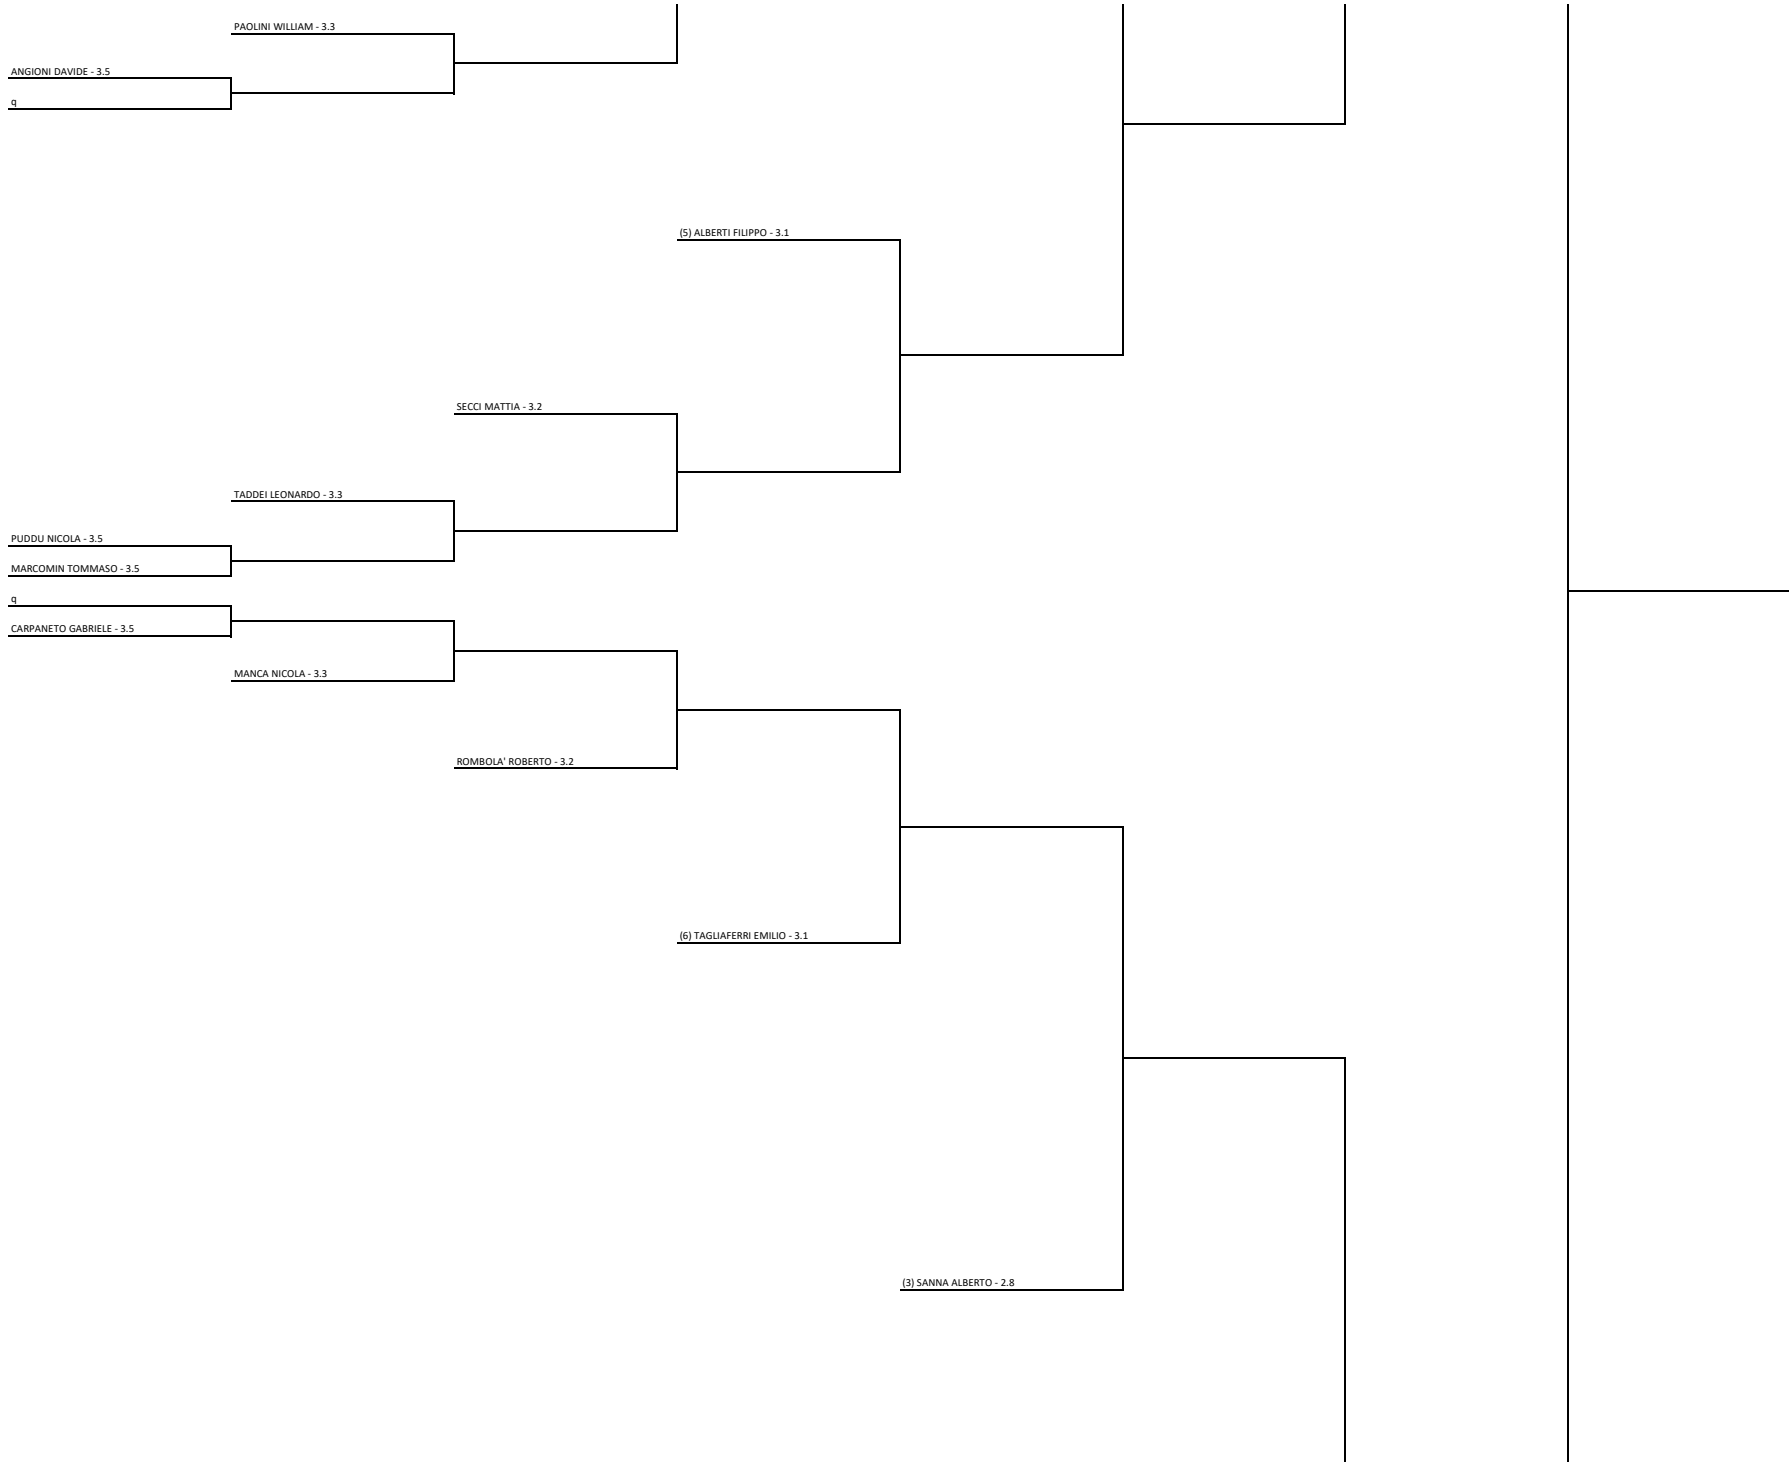 PAOLINI WILLIAM - 3.3
ANGIONI DAVIDE - 3.5
q
(5) ALBERTI FILIPPO - 3.1
SECCI MATTIA - 3.2
TADDEI LEONARDO - 3.3
PUDDU NICOLA - 3.5
MARCOMIN TOMMASO - 3.5
q
CARPANETO GABRIELE - 3.5
MANCA NICOLA - 3.3
ROMBOLA' ROBERTO - 3.2
(6) TAGLIAFERRI EMILIO - 3.1
(3) SANNA ALBERTO - 2.8